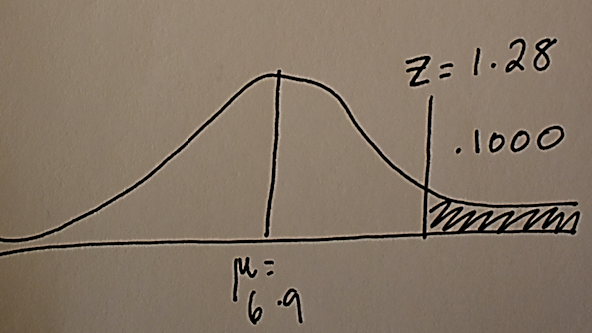 Z = 1.28
.1000
μ =
6.9